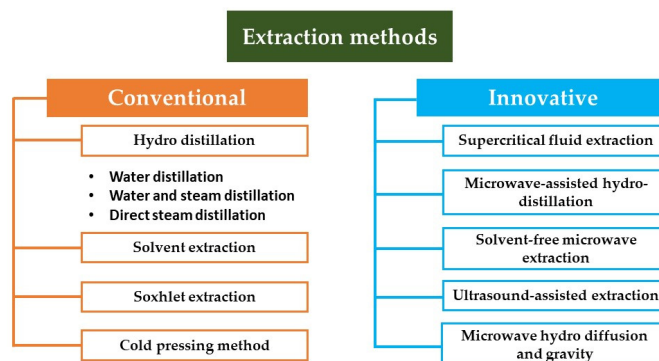 Extraction methods
Conventional
Hydro distillation
• Water distillation
• Water and steam distillation
• Direct steam distillation
Solvent extraction
Soxhlet extraction
Cold pressing method
Innovative
Supercritical fluid extraction
Microwave-assisted hydro-
distillation
Solvent-free microwave
extraction
Ultrasound-assisted extraction
Microwave hydro diffusion
and gravity